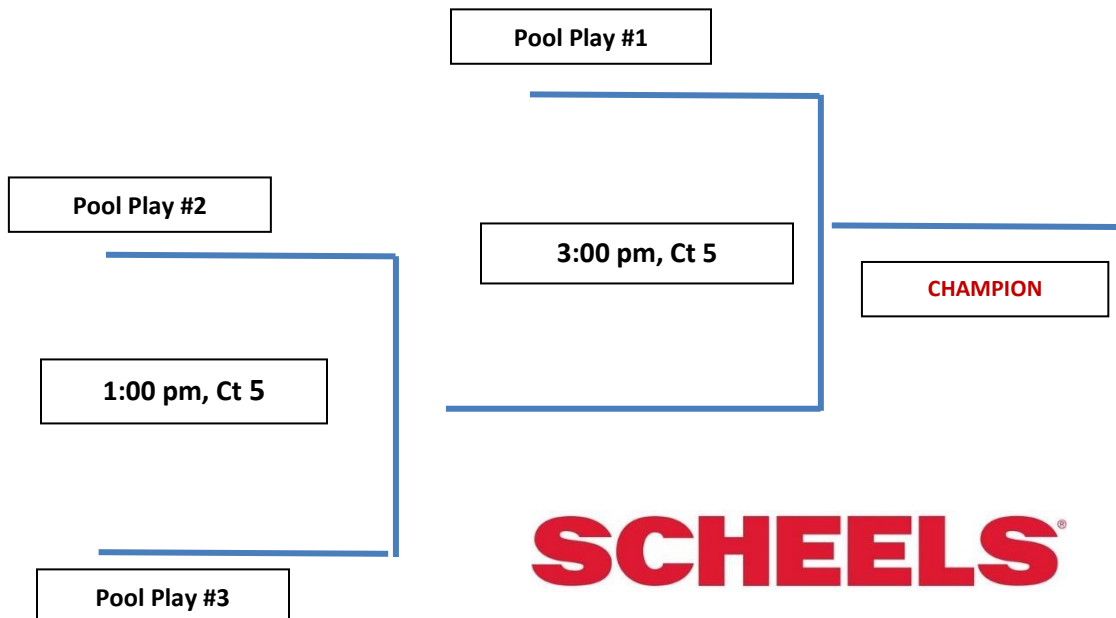 Pool Play #1
Pool Play #2
3:00 pm, Ct 5
CHAMPION
1:00 pm, Ct 5
SCHEELS®
Pool Play #3